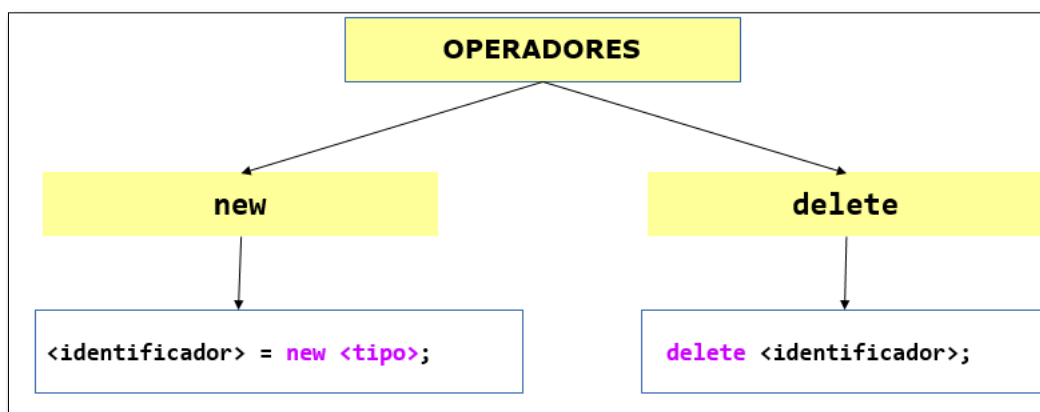 OPERADORES
new
delete
<identificador> = new <tipo>;
delete <identificador>;